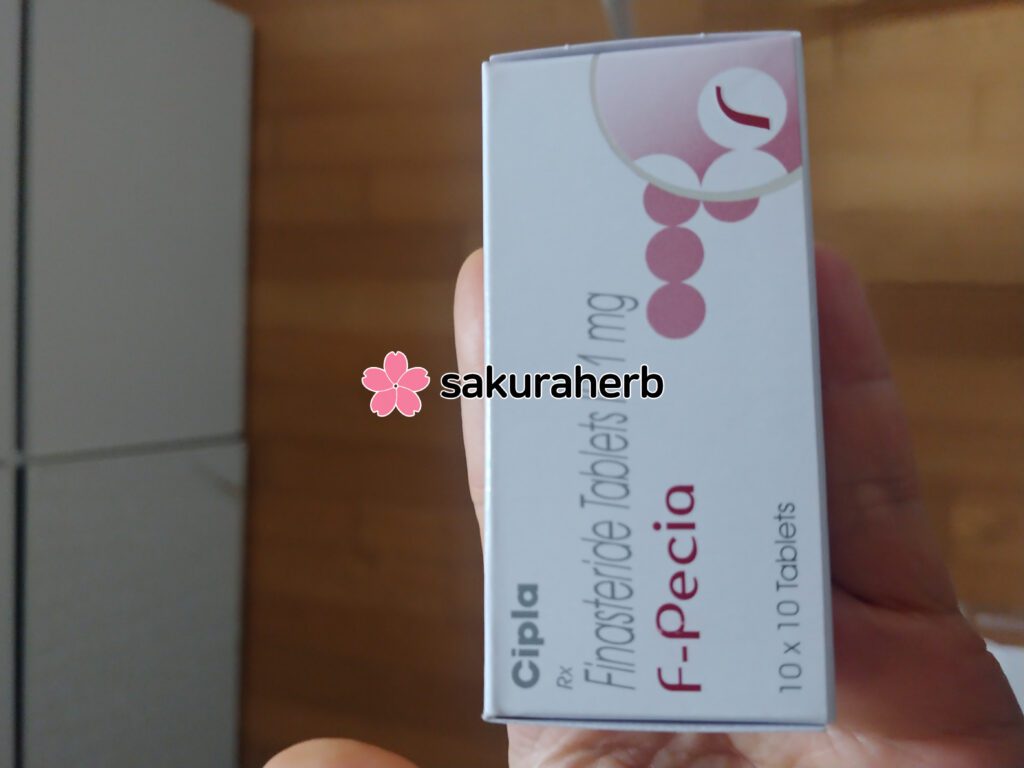 Cipla
Rx
Finasteride Tablets 1 mg
F-Pecia
10 x 10 Tablets
sakuraherb